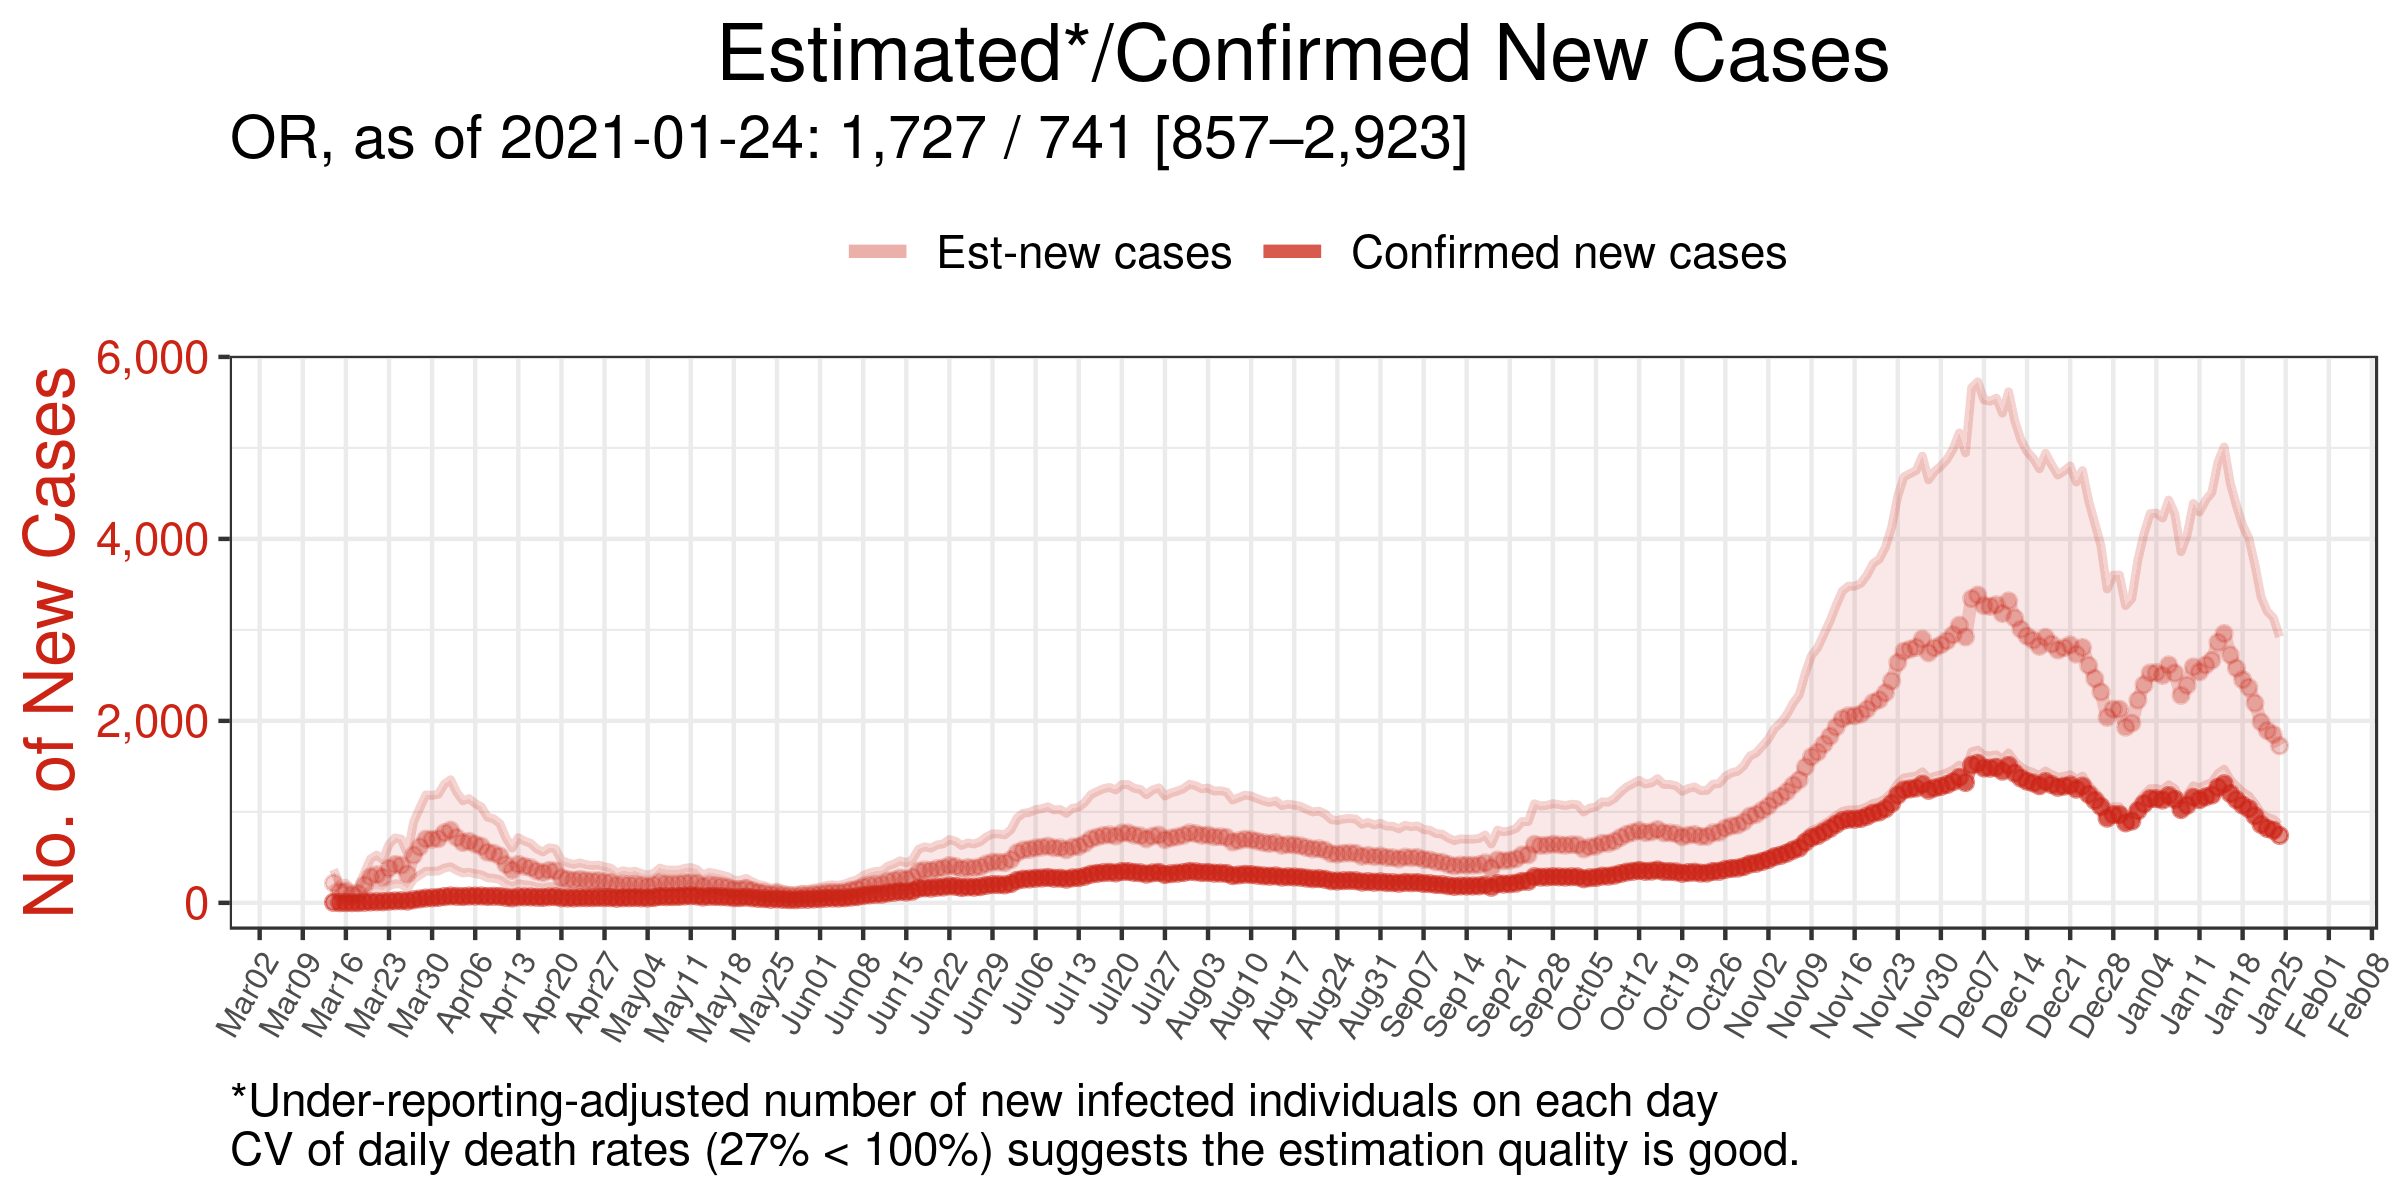 Estimated*/Confirmed New Cases
OR, as of 2021-01-24: 1,727 / 741 [857–2,923]
Est-new cases Confirmed new cases
No. of New Cases
6,000
4,000
2,000
0
Mar02 Mar09 Mar16 Mar23 Mar30 Apr06 Apr13 Apr20 Apr27 May04 May11 May18 May25 Jun01 Jun08 Jun15 Jun22 Jun29 Jul06 Jul13 Jul20 Jul27 Aug03 Aug10 Aug17 Aug24 Aug31 Sep07 Sep14 Sep21 Sep28 Oct05 Oct12 Oct19 Oct26 Nov02 Nov09 Nov16 Nov23 Nov30 Dec07 Dec14 Dec21 Dec28 Jan04 Jan11 Jan18 Jan25 Feb01 Feb08
*Under-reporting-adjusted number of new infected individuals on each day
CV of daily death rates (27% < 100%) suggests the estimation quality is good.